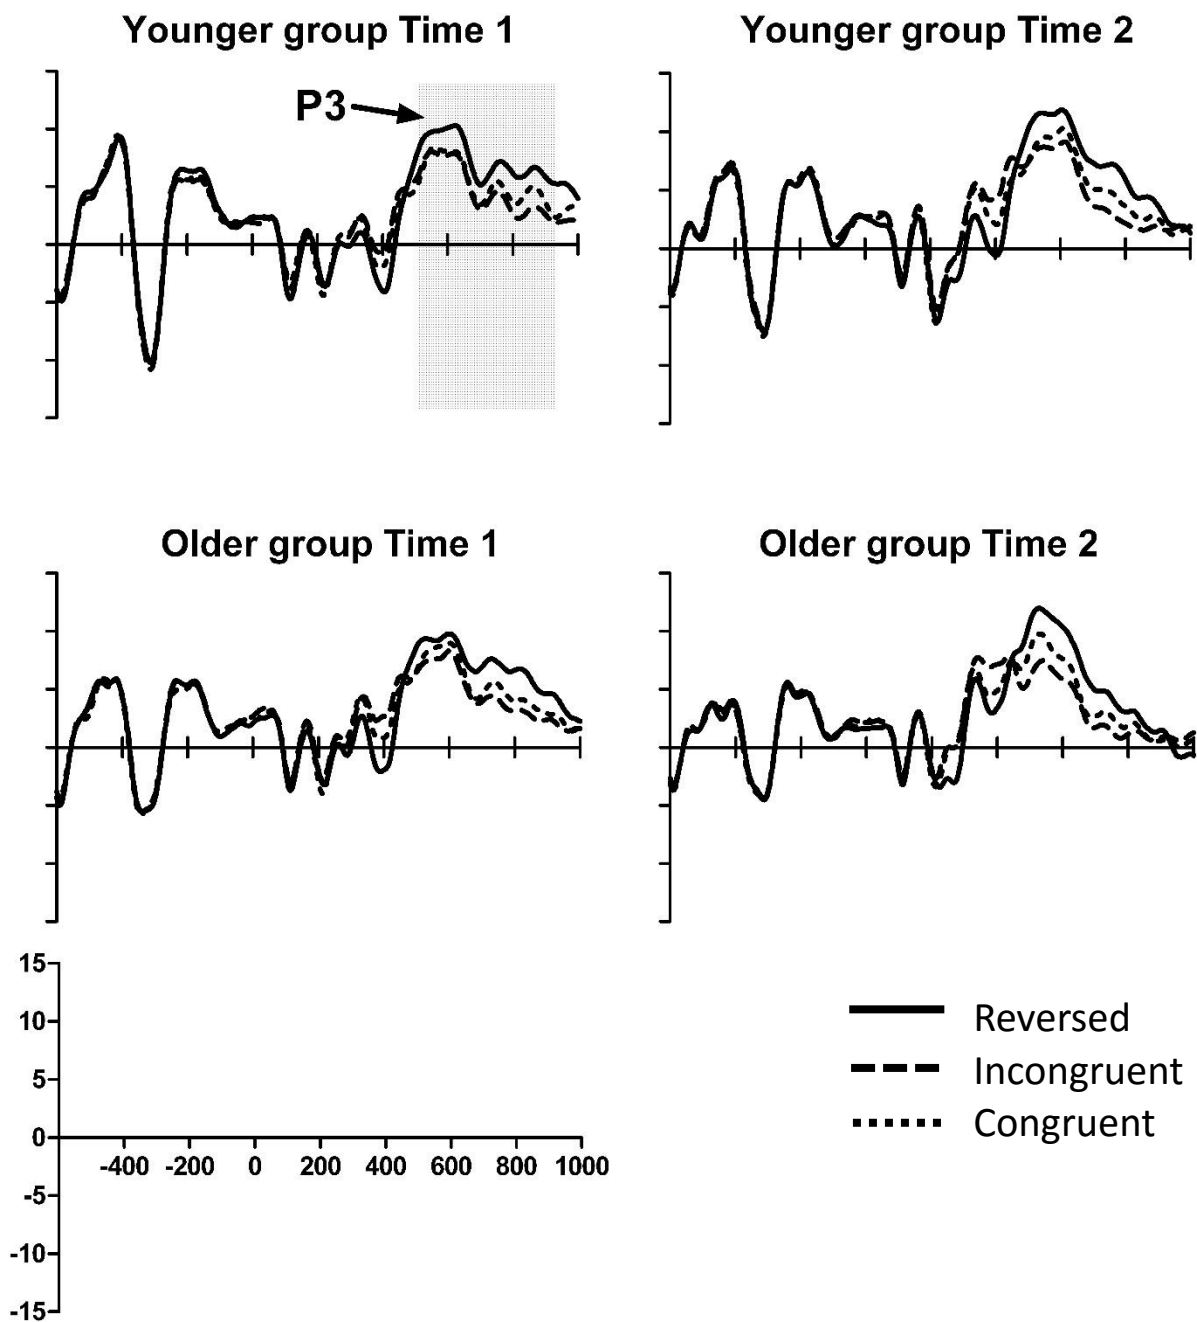 Younger group Time 1
Younger group Time 2
P3
Older group Time 1
Older group Time 2
15
10
5
0
-400 -200 0 200 400 600 800 1000
-5
-10
-15
Reversed
Incongruent
Congruent